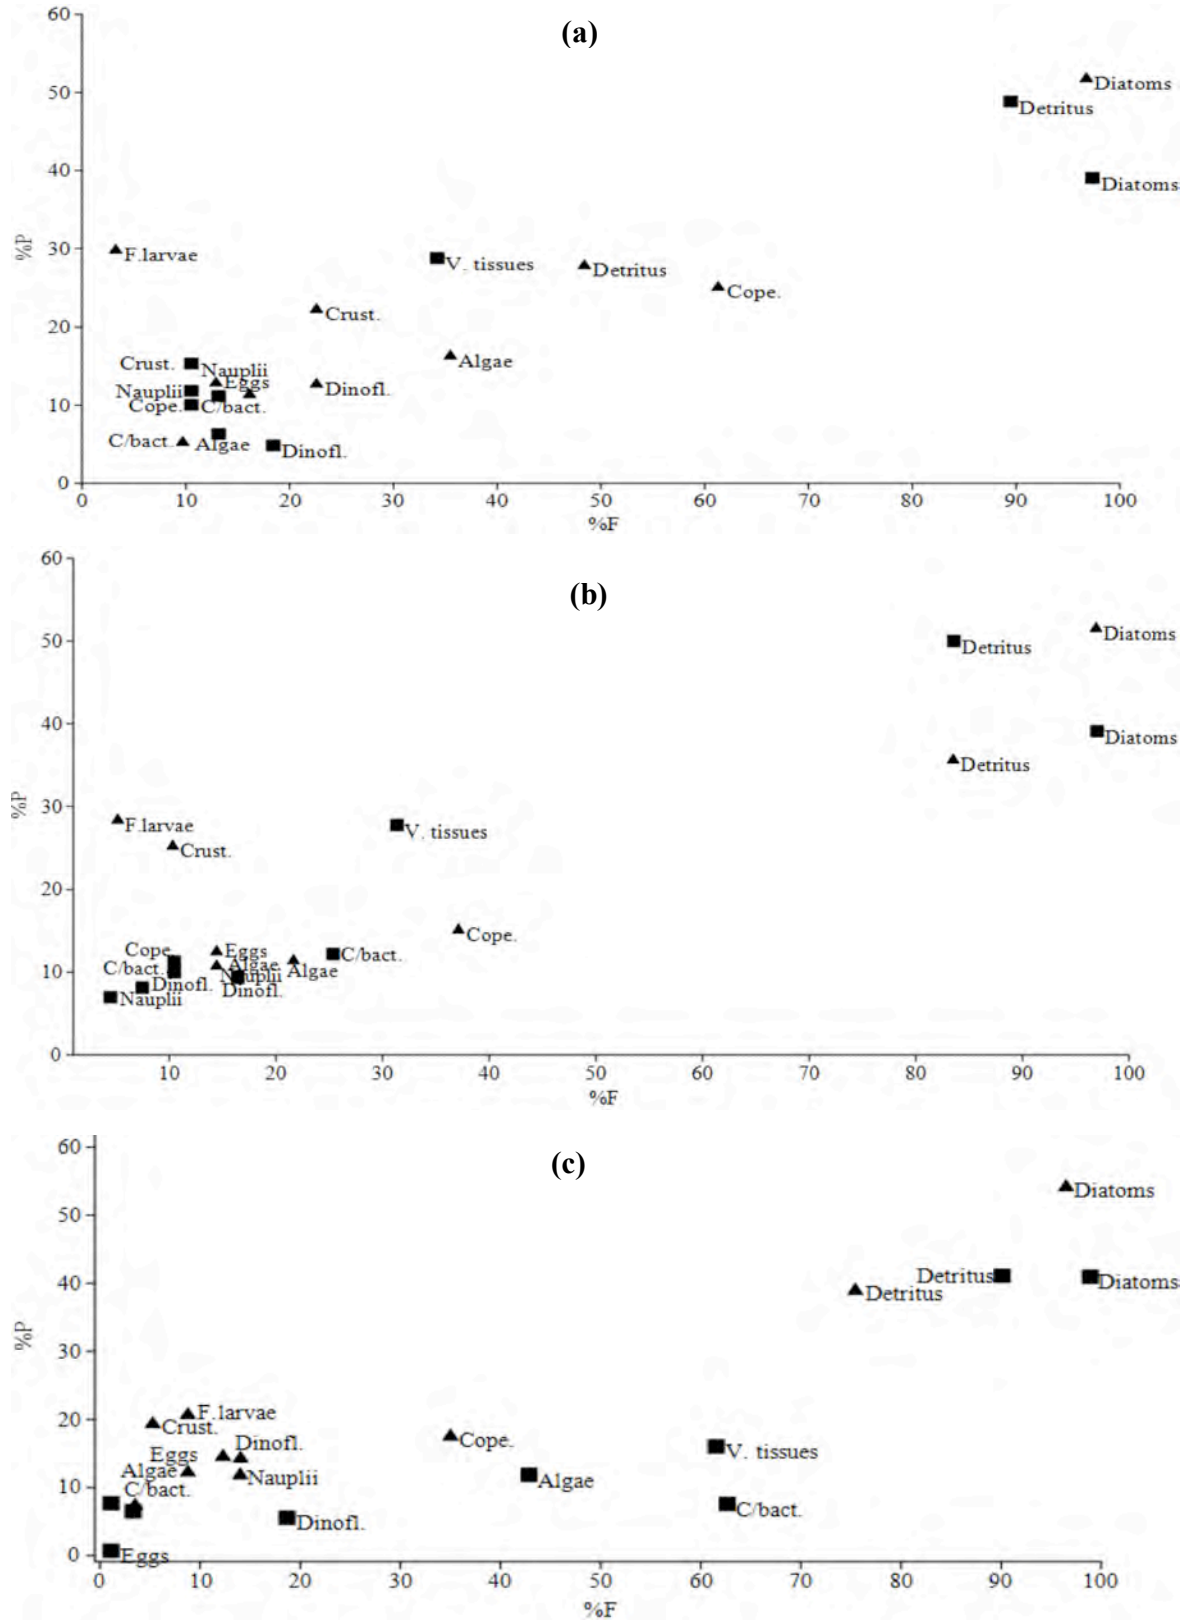 (a)
60
50
40
30
20
10
0
%P
Diatoms
Detritus
Diatoms
F.larvae
V. tissues
Detritus
Cope.
Crust.
Algae
Crust.
Nauplii
Eggs
Dinofl.
Nauplii
Cope.
C/bact.
C/bact.
Algae
Dinofl.
0 10 20 30 40 50 60 70 80 90 100
%F
(b)
60
50
40
30
20
10
0
%P
Diatoms
Detritus
Diatoms
Detritus
F.larvae
V. tissues
Crust.
Cope.
Cope
Eggs
C/bact.
C/bact.
Algae
Algae
Nauplii
Dinofl.
Dinofl.
Nauplii
10 20 30 40 50 60 70 80 90 100
%F
(c)
60
50
40
30
20
10
0
%P
Diatoms
Detritus
Diatoms
Detritus
F.larvae
Crust.
Dinofl.
Cope.
Eggs
V. tissues
Algae
Nauplii
Algae
C/bact.
C/bact.
Dinofl.
Eggs
0 10 20 30 40 50 60 70 80 90 100
%F